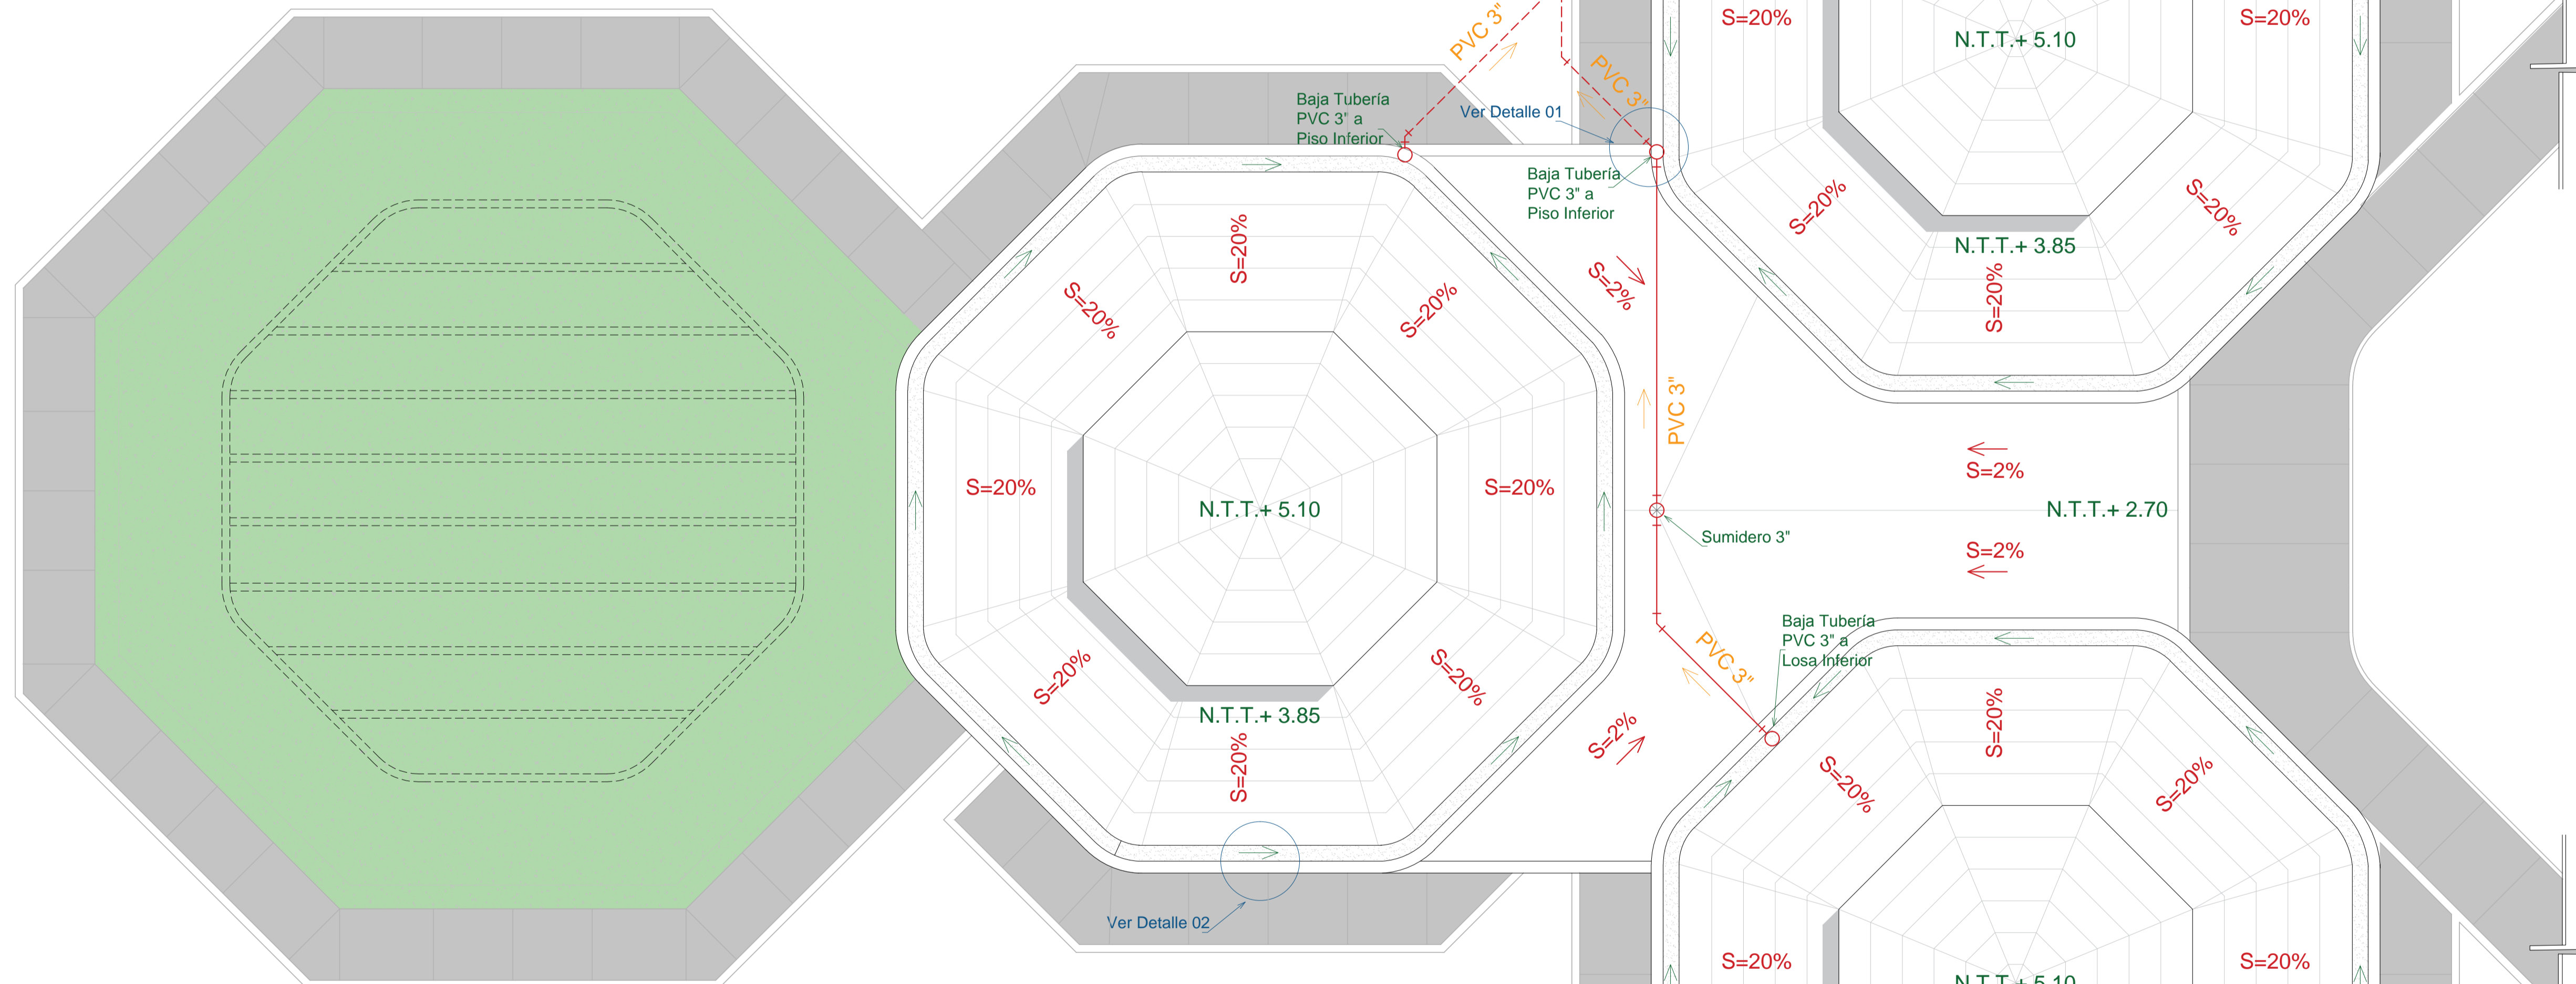 PVC 3"
S=20%
N.T.T.+ 5.10
S=20%
PVC 3"
Baja Tubería
PVC 3" a
Piso Inferior
Ver Detalle 01
Baja Tubería
PVC 3" a
Piso Inferior
S=20%
S=20%
N.T.T.+ 3.85
S=20%
S=20%
S=20%
S=20%
S=2%
PVC 3"
S=20%
S=20%
N.T.T.+ 5.10
S=2%
N.T.T.+ 2.70
Sumidero 3"
S=2%
Baja Tubería
PVC 3" a
Losa Inferior
PVC 3"
S=20%
S=20%
N.T.T.+ 3.85
S=20%
S=2%
S=20%
S=20%
S=20%
Ver Detalle 02
S=20%
S=20%
N.T.T.+ 5.10